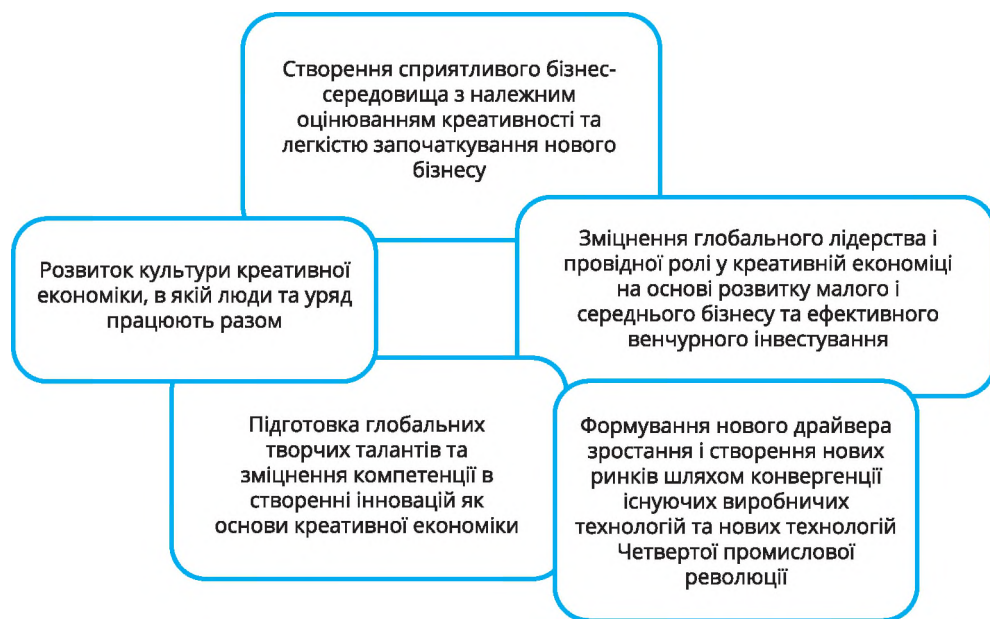 Створення сприятливого бізнес-
середовища з належним
оцінюванням креативності та
легкістю започаткування нового
бізнесу
Зміцнення глобального лідерства і
провідної ролі у креативній економіці
на основі розвитку малого і
середнього бізнесу та ефективного
венчурного інвестування
Розвиток культури креативної
економіки, в якій люди та уряд
працюють разом
Підготовка глобальних
творчих талантів та
зміцнення компетенції в
створенні інновацій як
основи креативної економіки
Формування нового драйвера
зростання і створення нових
ринків шляхом конвергенції
існуючих виробничих
технологій та нових технологій
Четвертої промислової
революції